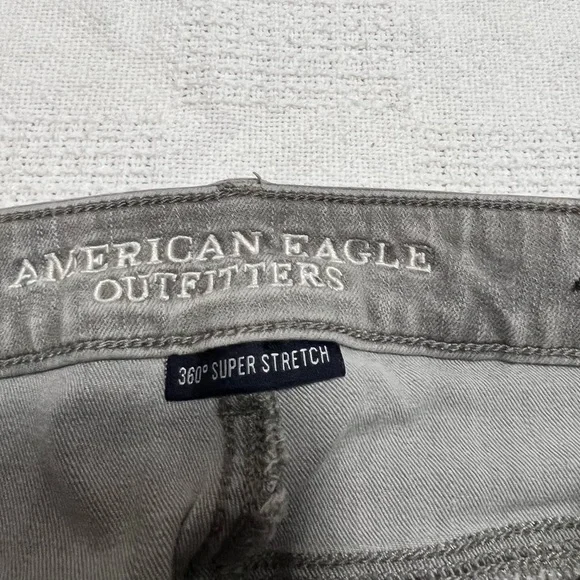 AMERICAN EAGLE
OUTFITTERS
360° SUPER STRETCH